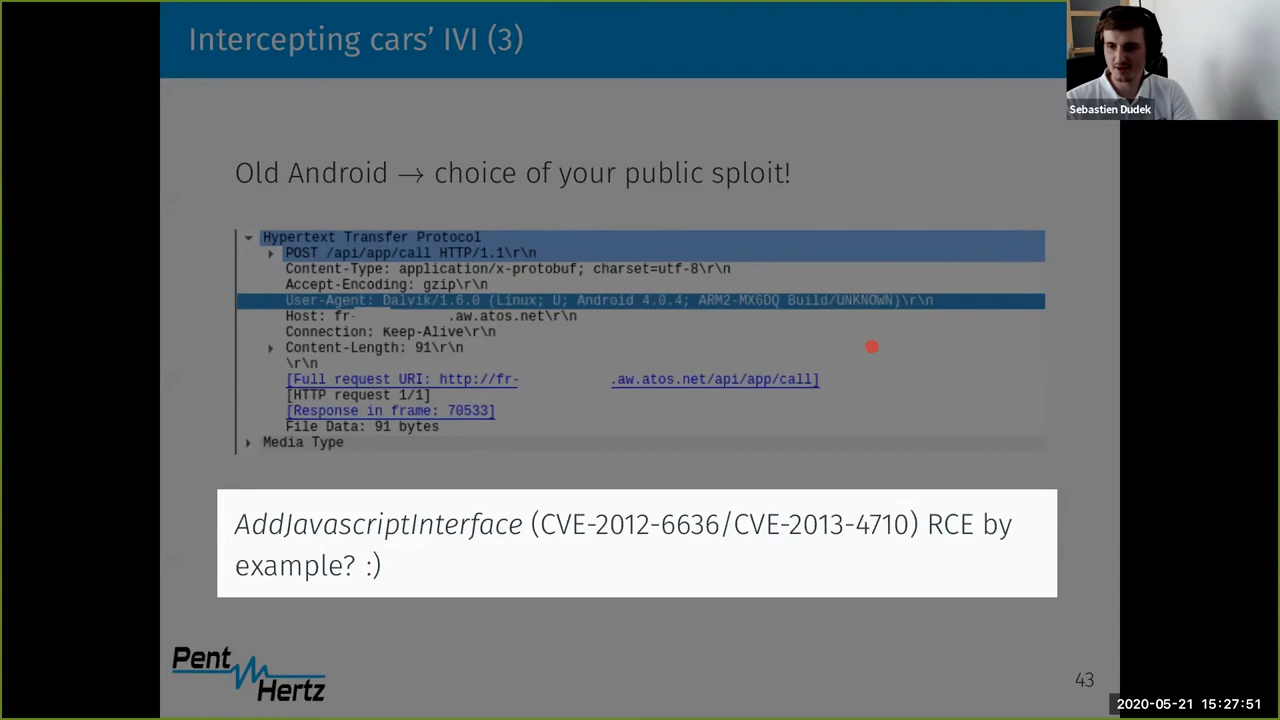 Intercepting cars' IVI (3)
Sebastien Dudek
Old Android → choice of your public sploit!
Hypertext Transfer Protocol
POST /api/app/call HTTP/1.1\r\n
Content-Type: application/x-protobuf; charset=utf-8\r\n
Accept-Encoding: gzip\r\n
User-Agent: Dalvik/1.6.0 (Linux; U; Android 4.0.4; ARM2-MX6DQ Build/UNKNOWN)\r\n
Host: fr- .aw.atos.net\r\n
Connection: Keep-Alive\r\n
Content-Length: 91\r\n
\r\n
[Full request URI: http://fr- .aw.atos.net/api/app/call]
[HTTP request 1/1]
[Response in frame: 70533]
File Data: 91 bytes
Media Type
AddJavascriptInterface (CVE-2012-6636/CVE-2013-4710) RCE by
example? :)
Pent
Hertz
43
2020-05-21 15:27:51